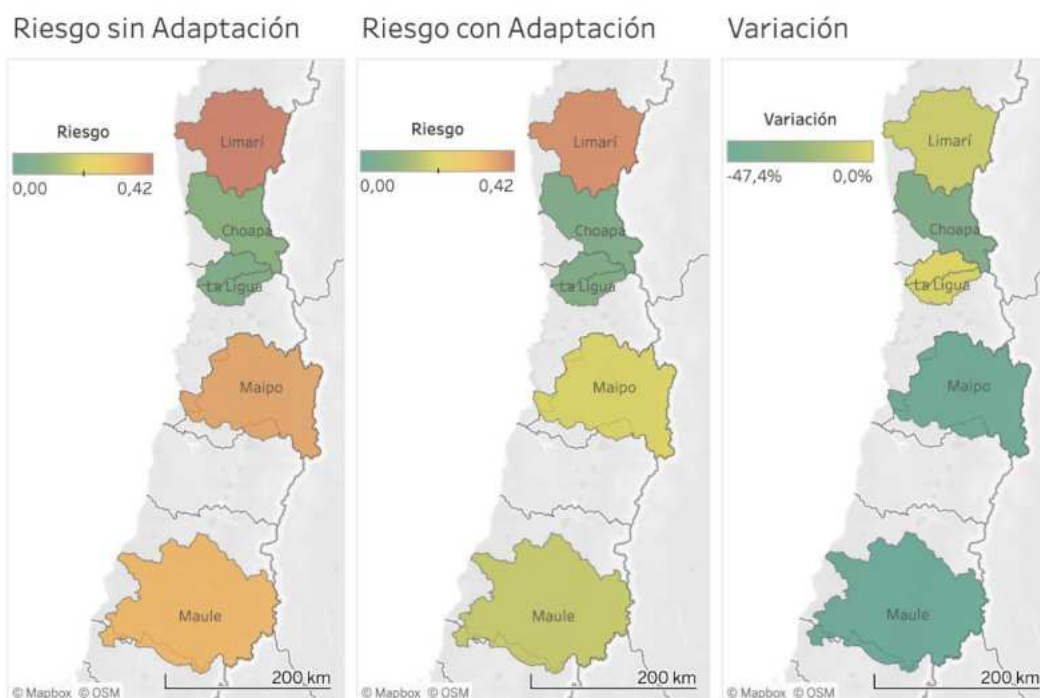 Riesgo sin Adaptación
Riesgo
0,00 0,42
Limarí
Choapa
La Ligua
Maipo
Maule
200 km
© Mapbox © OSM
Riesgo con Adaptación
Riesgo
0,00 0,42
Limarí
Choapa
La Ligua
Maipo
Maule
200 km
© Mapbox © OSM
Variación
Variación
-47,4% 0,0%
Limarí
Choapa
La Ligua
Maipo
Maule
200 km
© Mapbox © OSM